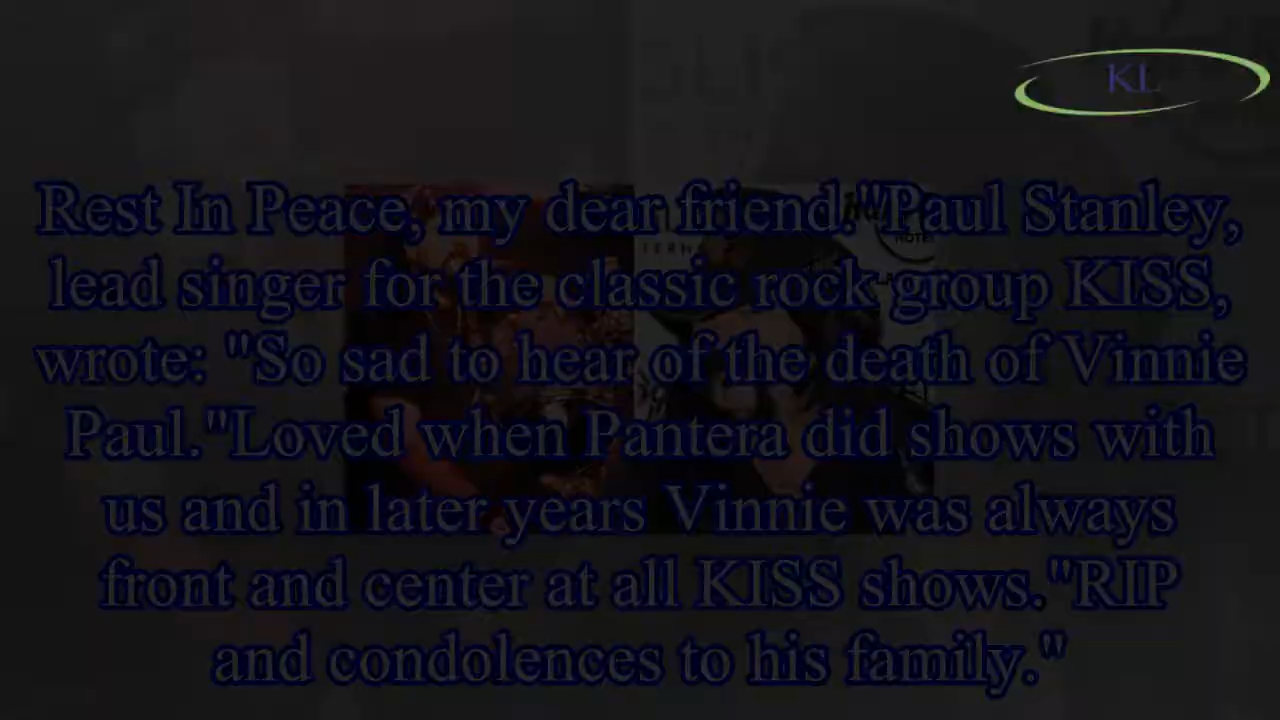 KL
Rest In Peace, my dear friend."Paul Stanley,
lead singer for the classic rock group KISS,
wrote: "So sad to hear of the death of Vinnie
Paul."Loved when Pantera did shows with
us and in later years Vinnie was always
front and center at all KISS shows."RIP
and condolences to his family."
HOTEL